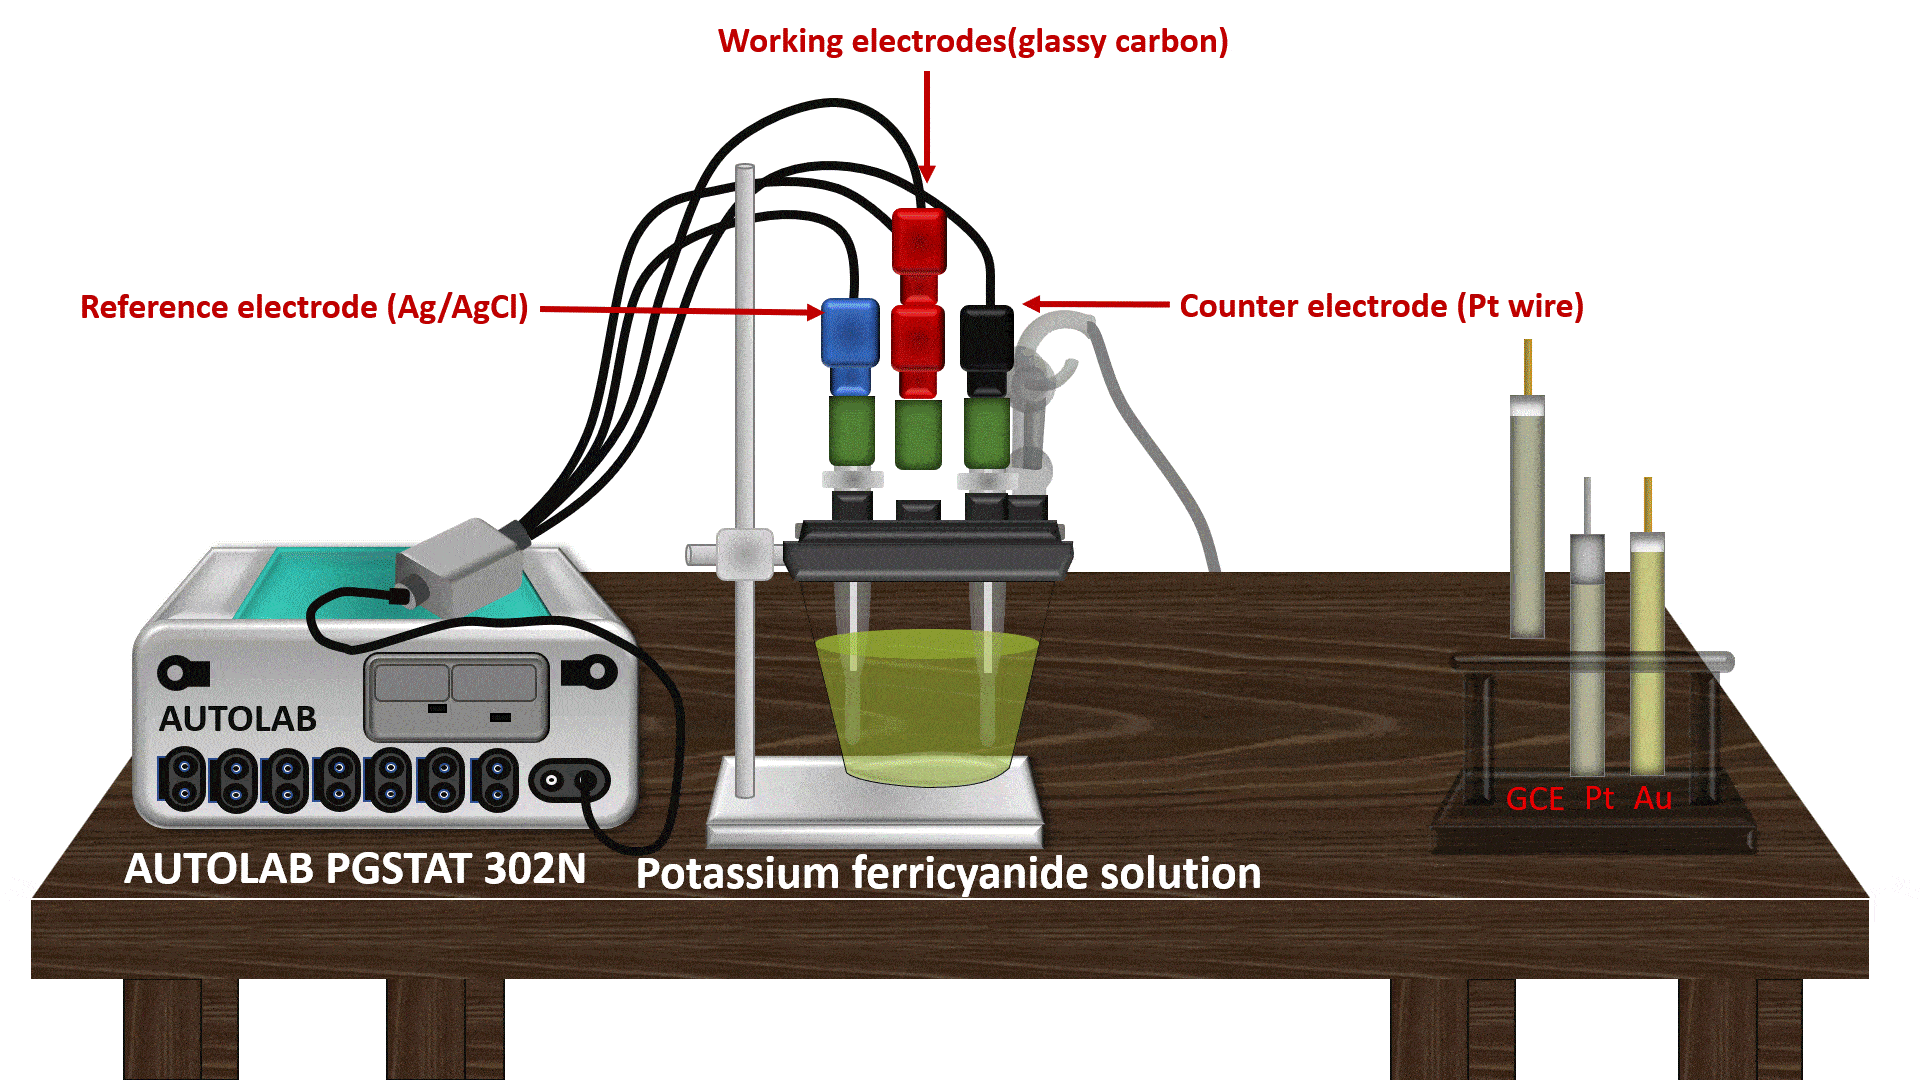 Working electrodes(glassy carbon)
Reference electrode (Ag/AgCl)
Counter electrode (Pt wire)
AUTOLAB
GCE Pt Au
AUTOLAB PGSTAT 302N
Potassium ferricyanide solution